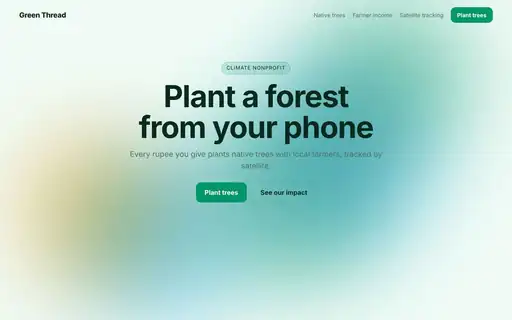 Green Thread
Native trees
Farmer income
Satellite tracking
Plant trees
CLIMATE NONPROFIT
Plant a forest
from your phone
Every rupee you give plants native trees with local farmers, tracked by
satellite.
Plant trees
See our impact